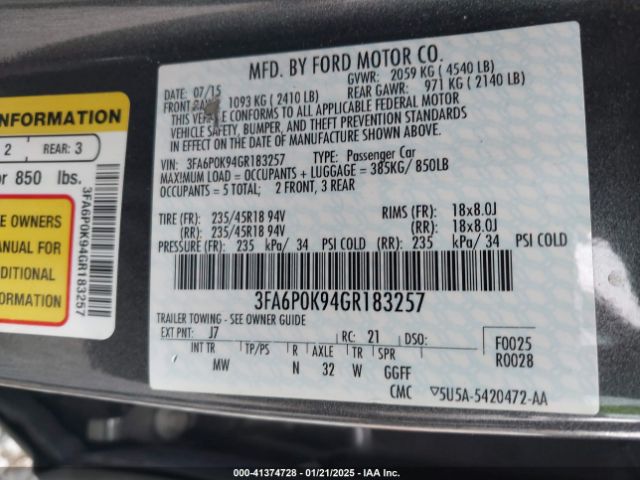 NFORMATION
2 REAR: 3
or 850 lbs.
E OWNERS
ANUAL FOR
ADDITIONAL
FORMATION
3FA6P0K94GR183257
MFD. BY FORD MOTOR CO.
DATE: 07/15 GVWR: 2059 KG ( 4540 LB)
FRONT 1093 KG ( 2410 LB) REAR GAWR: 971 KG ( 2140 LB)
THIS VEHICLE CONFORMS TO ALL APPLICABLE FEDERAL MOTOR
VEHICLE SAFETY, BUMPER, AND THEFT PREVENTION STANDARDS
IN EFFECT ON THE DATE OF MANUFACTURE SHOWN ABOVE.
VIN: 3FA6P0K94GR183257 TYPE: Passenger Car
MAXIMUM LOAD = OCCUPANTS + LUGGAGE = 385KG/ 850LB
OCCUPANTS = 5 TOTAL; 2 FRONT, 3 REAR
TIRE (FR): 235/45R18 94V RIMS (FR): 18x8.0J
(RR): 235/45R18 94V (RR): 18x8.0J
PRESSURE (FR): 235 kPa/ 34 PSI COLD (RR): 235 kPa/ 34 PSI COLD
3FA6P0K94GR183257
TRAILER TOWING - SEE OWNER GUIDE
EXT PNT: J7 RC: 21 DSO: F0025
R0028
INT TR TP/PS R AXLE TR SPR
MW N 32 W GGFF
CMC ▽5U5A-5420472-AA
000-41374728 - 01/21/2025 - IAA Inc.